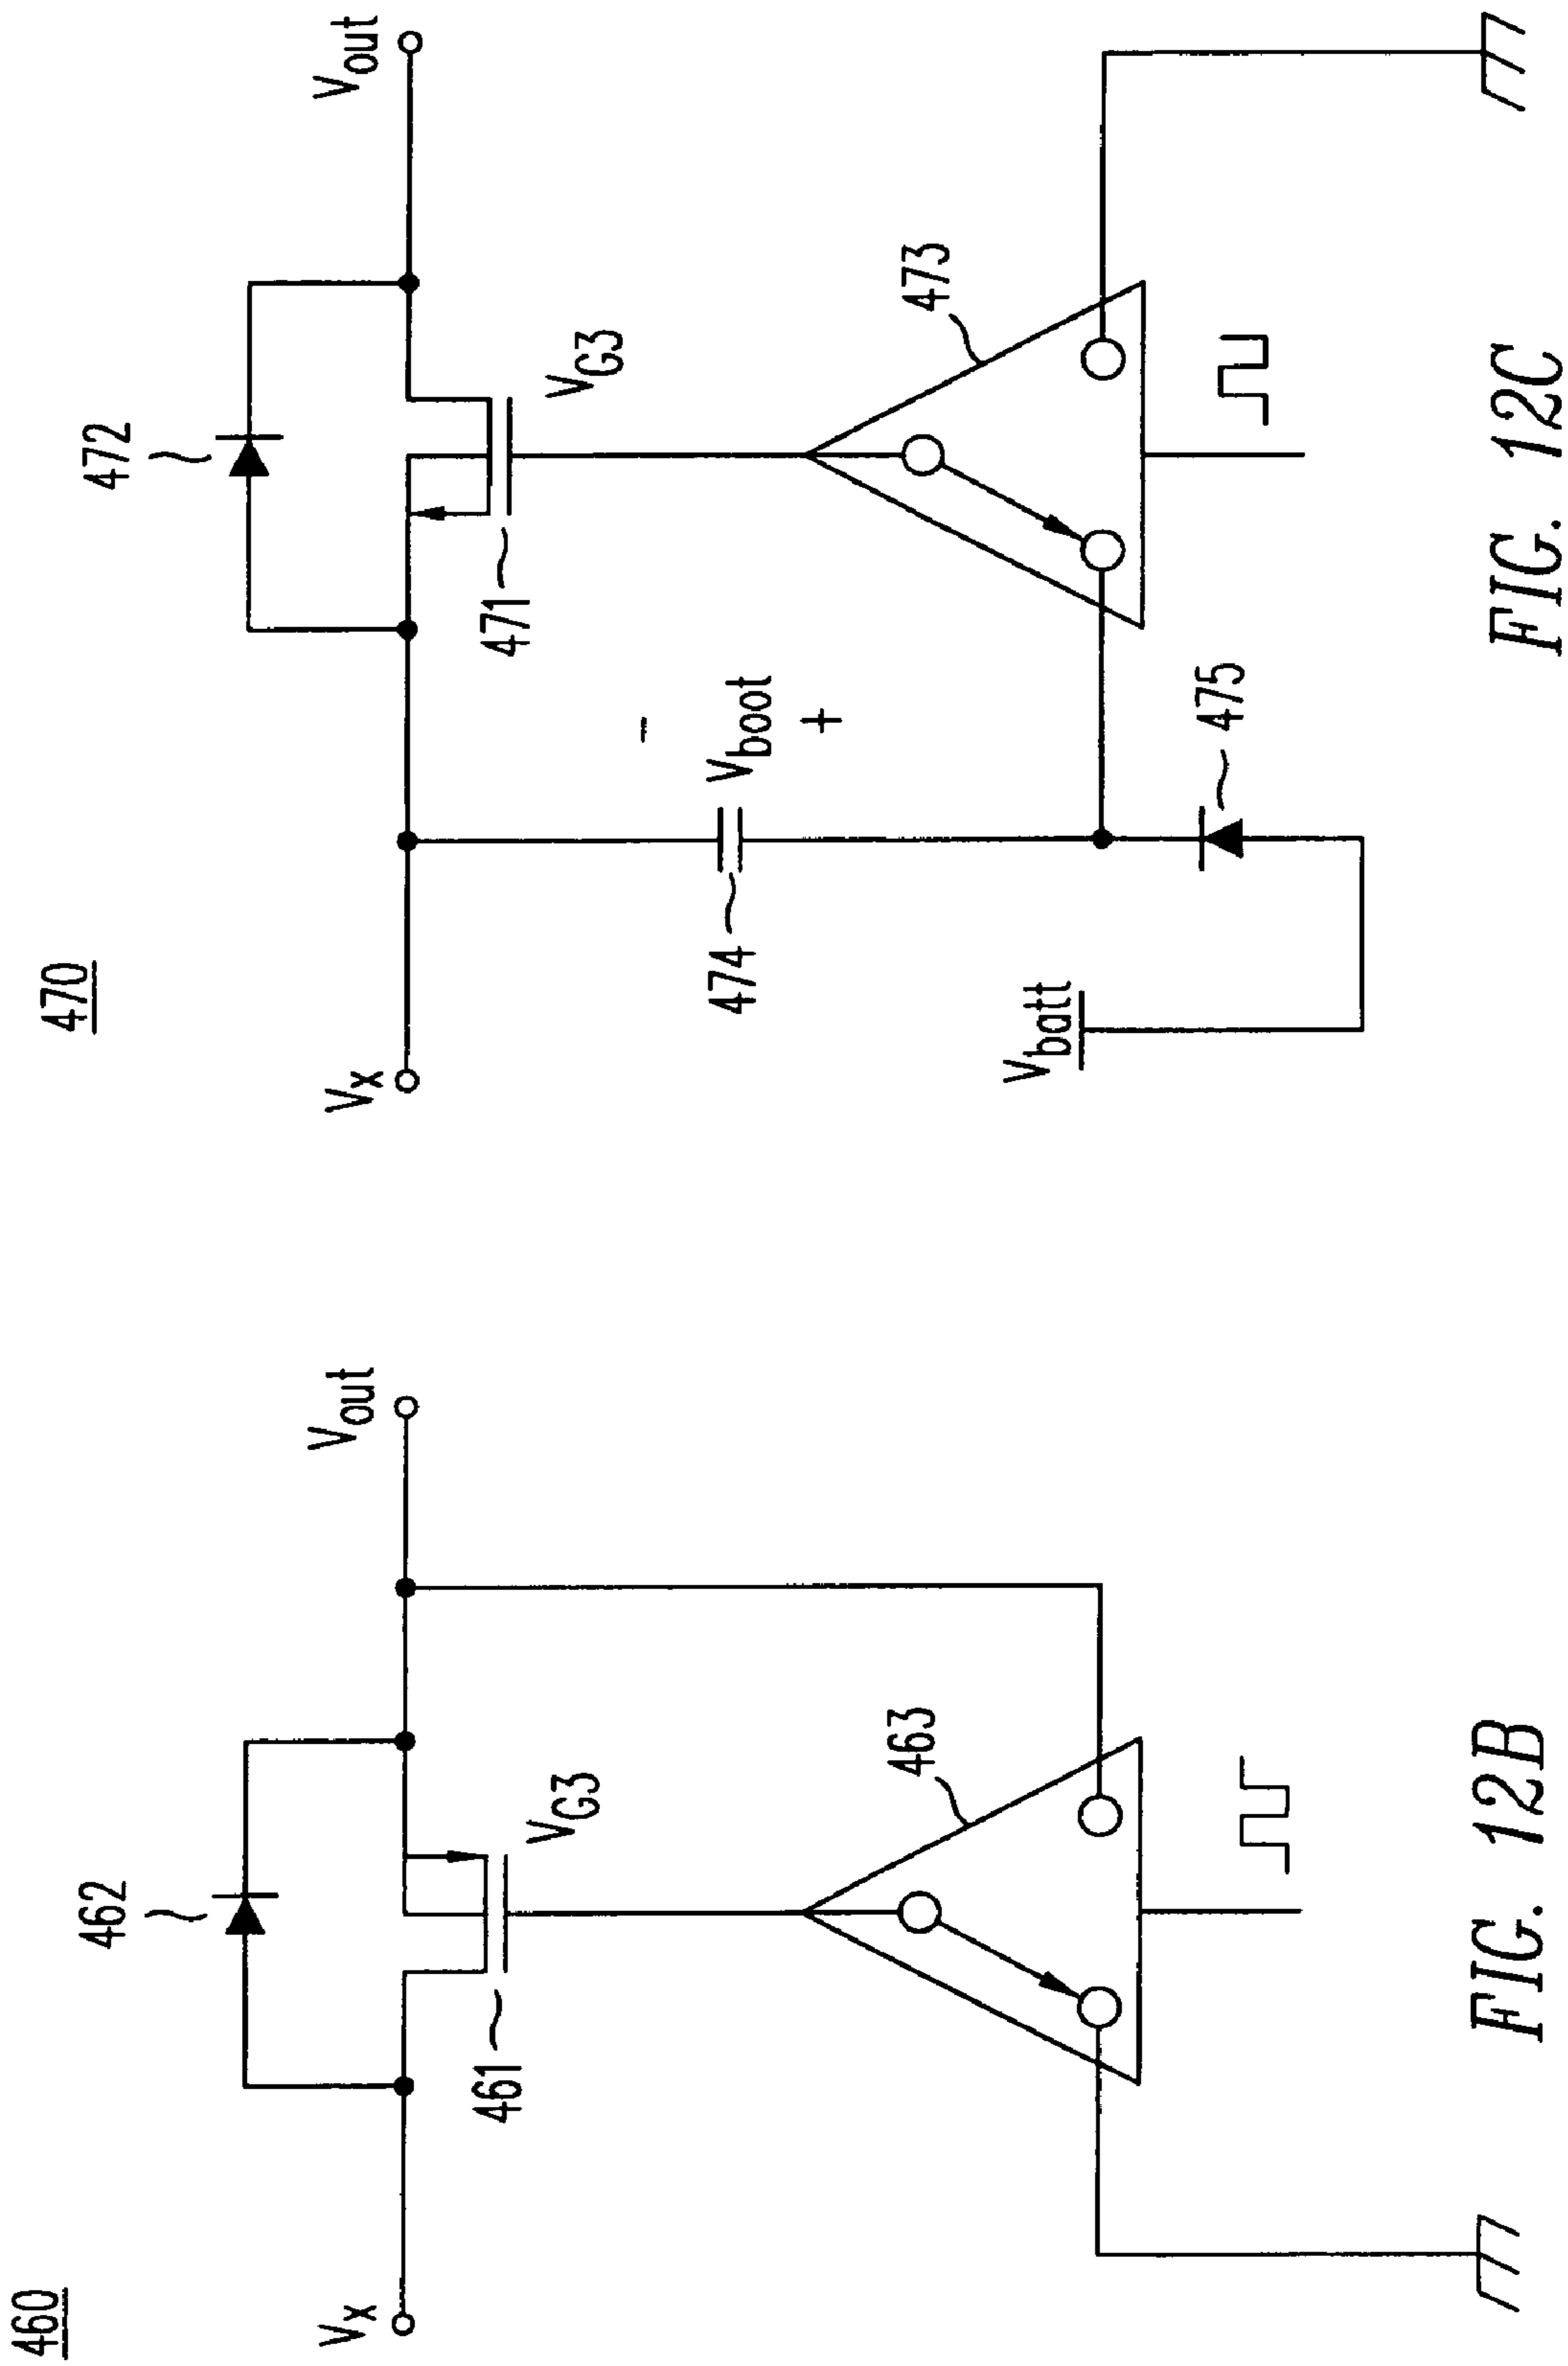 460
462
Vx
Vout
461
VG3
463
FIG. 12B
470
472
Vx
Vout
471
VG3
474
-
Vboot
+
473
Vbatt
475
FIG. 12C